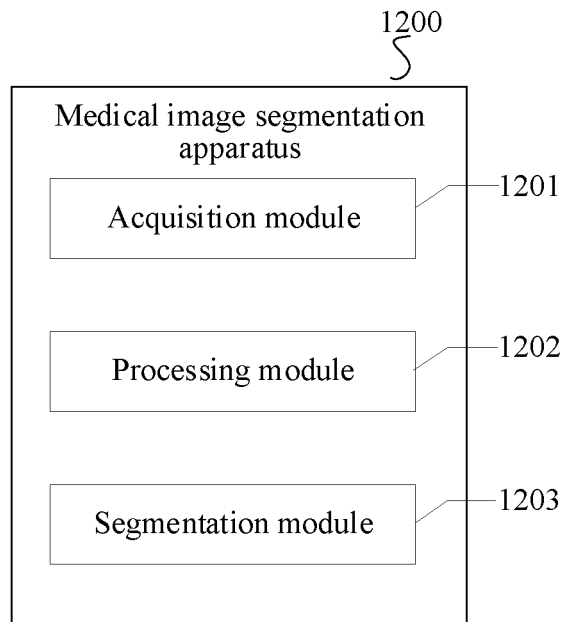 1200
Medical image segmentation
apparatus
Acquisition module
1201
Processing module
1202
Segmentation module
1203